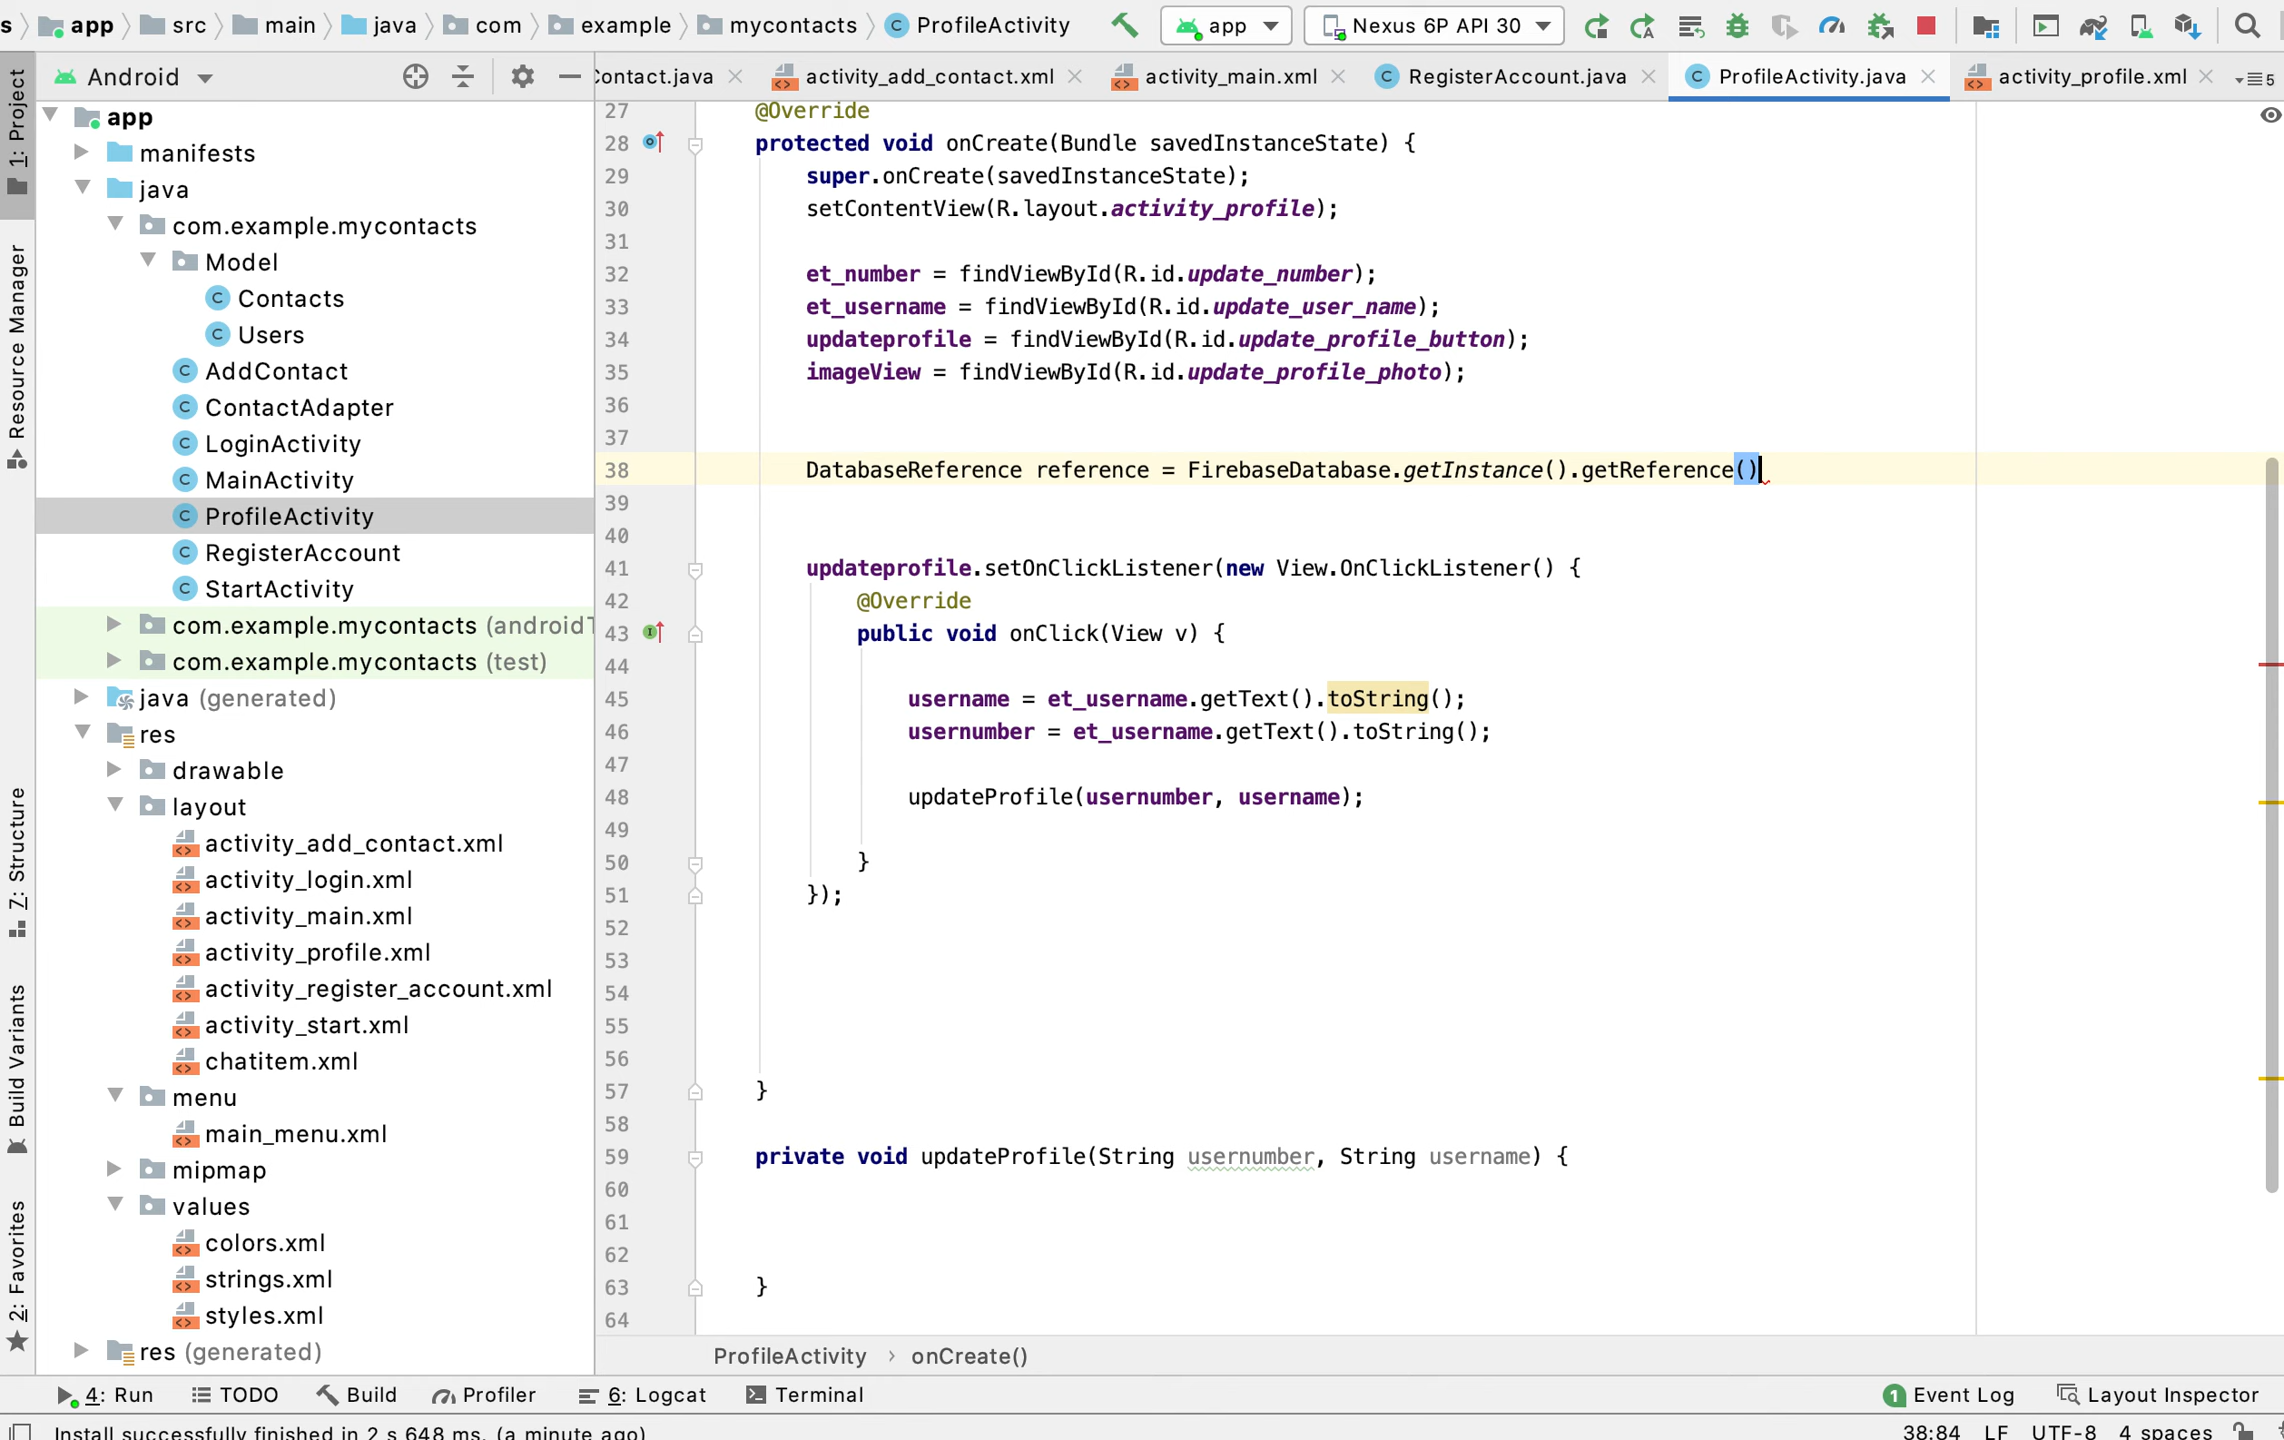 s app src main java com example mycontacts ProfileActivity app Nexus 6P API 30
Android Contact.java activity_add_contact.xml activity_main.xml RegisterAccount.java ProfileActivity.java activity_profile.xml 5
1: Project
Resource Manager
7: Structure
Build Variants
2: Favorites
app
manifests
java
com.example.mycontacts
Model
Contacts
Users
AddContact
ContactAdapter
LoginActivity
MainActivity
ProfileActivity
RegisterAccount
StartActivity
com.example.mycontacts (androidT
com.example.mycontacts (test)
java (generated)
res
drawable
layout
activity_add_contact.xml
activity_login.xml
activity_main.xml
activity_profile.xml
activity_register_account.xml
activity_start.xml
chatitem.xml
menu
main_menu.xml
mipmap
values
colors.xml
strings.xml
styles.xml
res (generated)
27 @Override
28 protected void onCreate(Bundle savedInstanceState) {
29 super.onCreate(savedInstanceState);
30 setContentView(R.layout.activity_profile);
31
32 et_number = findViewById(R.id.update_number);
33 et_username = findViewById(R.id.update_user_name);
34 updateprofile = findViewById(R.id.update_profile_button);
35 imageView = findViewById(R.id.update_profile_photo);
36
37
38 DatabaseReference reference = FirebaseDatabase.getInstance().getReference()
39
40
41 updateprofile.setOnClickListener(new View.OnClickListener() {
42 @Override
43 public void onClick(View v) {
44
45 username = et_username.getText().toString();
46 usernumber = et_username.getText().toString();
47
48 updateProfile(usernumber, username);
49
50 }
51 });
52
53
54
55
56
57 }
58
59 private void updateProfile(String usernumber, String username) {
60
61
62
63 }
64
ProfileActivity › onCreate()
4: Run TODO Build Profiler 6: Logcat Terminal 1 Event Log Layout Inspector
Install successfully finished in 2 s 648 ms. (a minute ago) 38:84 LF UTF-8 4 spaces